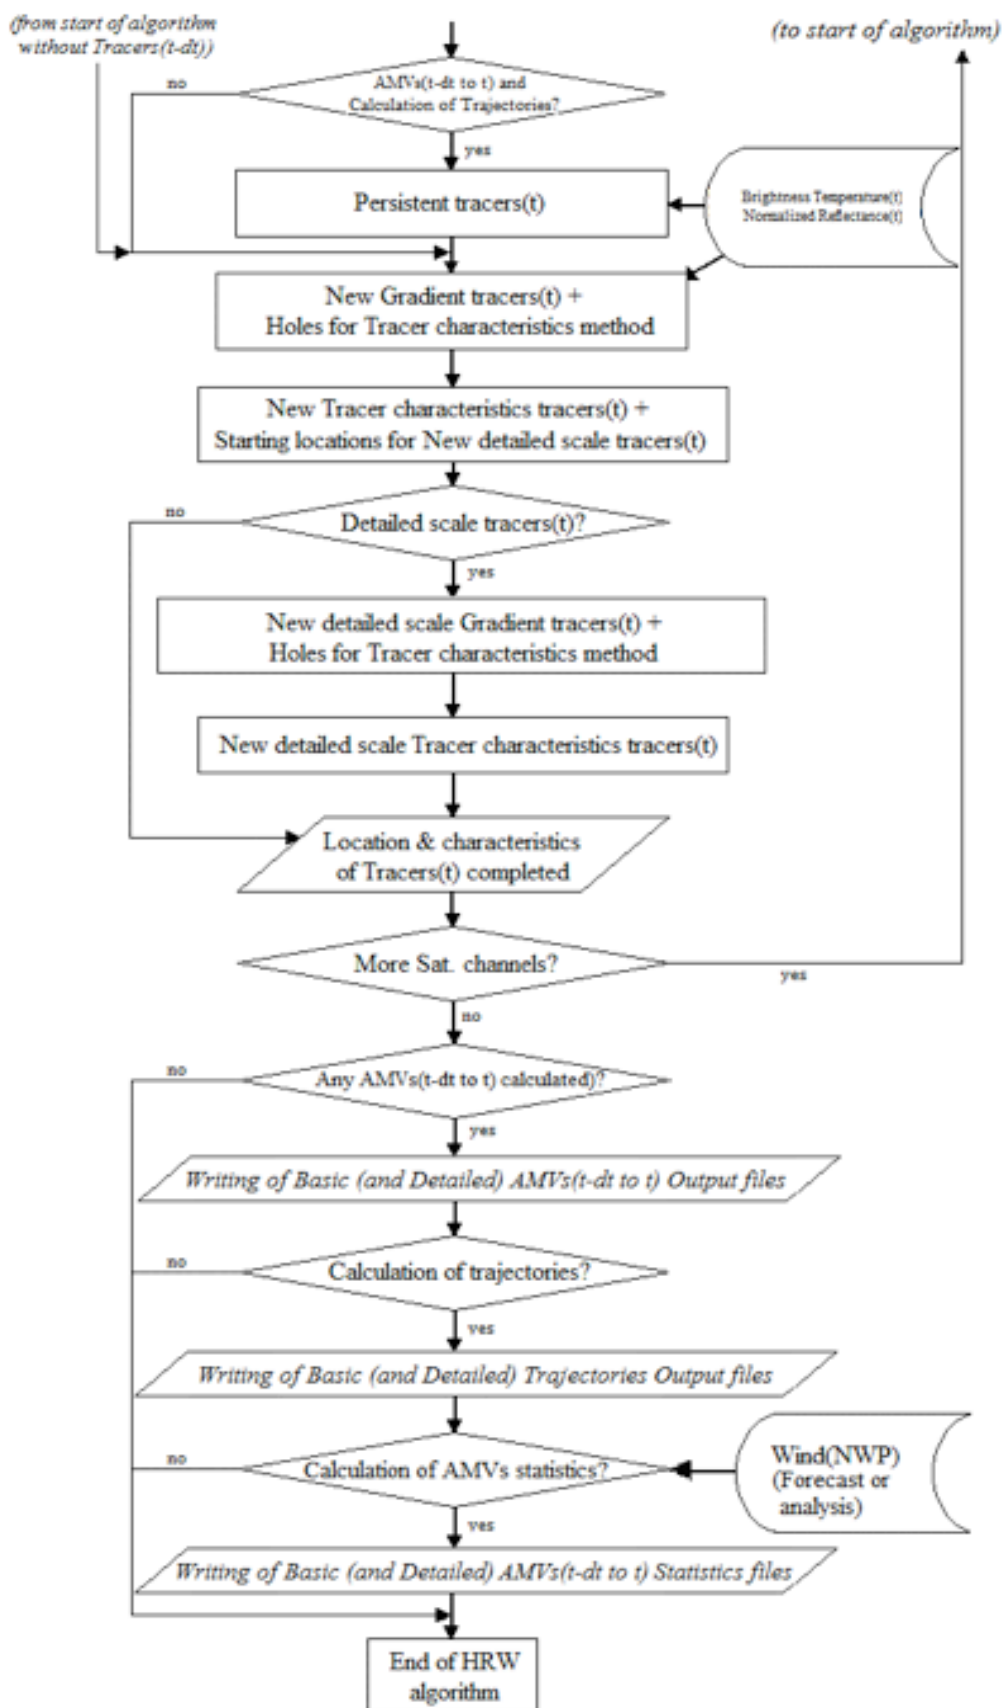 (from start of algorithm
without Tracers(t-dt))
(to start of algorithm)
no
AMVs(t-dt to t) and
Calculation of Trajectories?
yes
Persistent tracers(t)
Brightness Temperature(t)
Normalized Reflectance(t)
New Gradient tracers(t) +
Holes for Tracer characteristics method
New Tracer characteristics tracers(t) +
Starting locations for New detailed scale tracers(t)
no
Detailed scale tracers(t)?
yes
New detailed scale Gradient tracers(t) +
Holes for Tracer characteristics method
New detailed scale Tracer characteristics tracers(t)
Location & characteristics
of Tracers(t) completed
More Sat. channels?
yes
no
no
Any AMVs(t-dt to t) calculated)?
yes
Writing of Basic (and Detailed) AMVs(t-dt to t) Output files
no
Calculation of trajectories?
yes
Writing of Basic (and Detailed) Trajectories Output files
no
Calculation of AMVs statistics?
Wind(NWP)
(Forecast or
analysis)
yes
Writing of Basic (and Detailed) AMVs(t-dt to t) Statistics files
End of HRW
algorithm